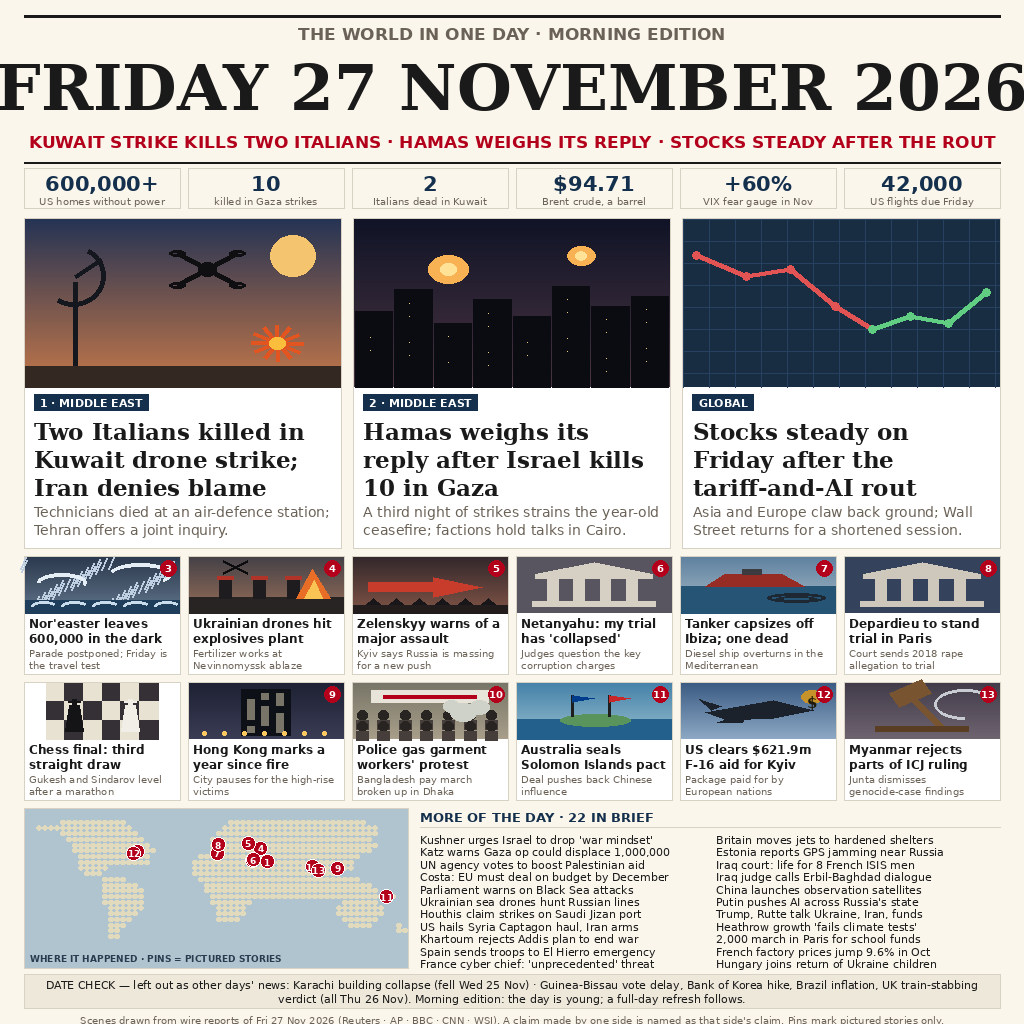 THE WORLD IN ONE DAY · MORNING EDITION
FRIDAY 27 NOVEMBER 2026
KUWAIT STRIKE KILLS TWO ITALIANS · HAMAS WEIGHS ITS REPLY · STOCKS STEADY AFTER THE ROUT
600,000+
US homes without power
10
killed in Gaza strikes
2
Italians dead in Kuwait
$94.71
Brent crude, a barrel
+60%
VIX fear gauge in Nov
42,000
US flights due Friday
1 · MIDDLE EAST
Two Italians killed in
Kuwait drone strike;
Iran denies blame
Technicians died at an air-defence station;
Tehran offers a joint inquiry.
2 · MIDDLE EAST
Hamas weighs its
reply after Israel kills
10 in Gaza
A third night of strikes strains the year-old
ceasefire; factions hold talks in Cairo.
GLOBAL
Stocks steady on
Friday after the
tariff-and-AI rout
Asia and Europe claw back ground; Wall
Street returns for a shortened session.
3
Nor'easter leaves
600,000 in the dark
Parade postponed; Friday is
the travel test
4
Ukrainian drones hit
explosives plant
Fertilizer works at
Nevinnomyssk ablaze
5
Zelenskyy warns of a
major assault
Kyiv says Russia is massing
for a new push
6
Netanyahu: my trial
has 'collapsed'
Judges question the key
corruption charges
7
Tanker capsizes off
Ibiza; one dead
Diesel ship overturns in the
Mediterranean
8
Depardieu to stand
trial in Paris
Court sends 2018 rape
allegation to trial
Chess final: third
straight draw
Gukesh and Sindarov level
after a marathon
9
Hong Kong marks a
year since fire
City pauses for the high-rise
victims
10
Police gas garment
workers' protest
Bangladesh pay march
broken up in Dhaka
11
Australia seals
Solomon Islands pact
Deal pushes back Chinese
influence
$
12
US clears $621.9m
F-16 aid for Kyiv
Package paid for by
European nations
13
Myanmar rejects
parts of ICJ ruling
Junta dismisses
genocide-case findings
12
8
7
5
4
6
1
13
9
11
WHERE IT HAPPENED · PINS = PICTURED STORIES
MORE OF THE DAY · 22 IN BRIEF
Kushner urges Israel to drop 'war mindset'
Katz warns Gaza op could displace 1,000,000
UN agency votes to boost Palestinian aid
Costa: EU must deal on budget by December
Parliament warns on Black Sea attacks
Ukrainian sea drones hunt Russian lines
Houthis claim strikes on Saudi Jizan port
US hails Syria Captagon haul, Iran arms
Khartoum rejects Addis plan to end war
Spain sends troops to El Hierro emergency
France cyber chief: 'unprecedented' threat
Britain moves jets to hardened shelters
Estonia reports GPS jamming near Russia
Iraq court: life for 8 French ISIS men
Iraq judge calls Erbil-Baghdad dialogue
China launches observation satellites
Putin pushes AI across Russia's state
Trump, Rutte talk Ukraine, Iran, funds
Heathrow growth 'fails climate tests'
2,000 march in Paris for school funds
French factory prices jump 9.6% in Oct
Hungary joins return of Ukraine children
DATE CHECK — left out as other days' news: Karachi building collapse (fell Wed 25 Nov) · Guinea-Bissau vote delay, Bank of Korea hike, Brazil inflation, UK train-stabbing
verdict (all Thu 26 Nov). Morning edition: the day is young; a full-day refresh follows.
Scenes drawn from wire reports of Fri 27 Nov 2026 (Reuters · AP · BBC · CNN · WSJ). A claim made by one side is named as that side's claim. Pins mark pictured stories only.